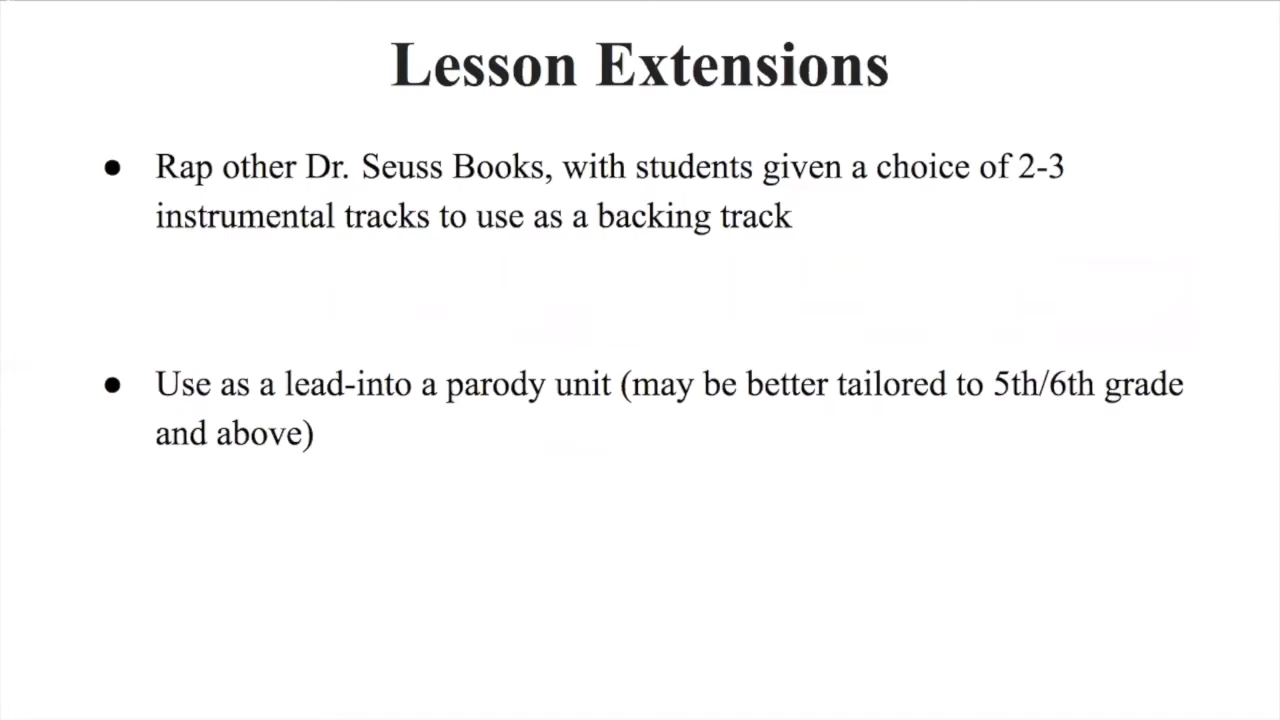 Lesson Extensions
● Rap other Dr. Seuss Books, with students given a choice of 2-3
instrumental tracks to use as a backing track
● Use as a lead-into a parody unit (may be better tailored to 5th/6th grade
and above)